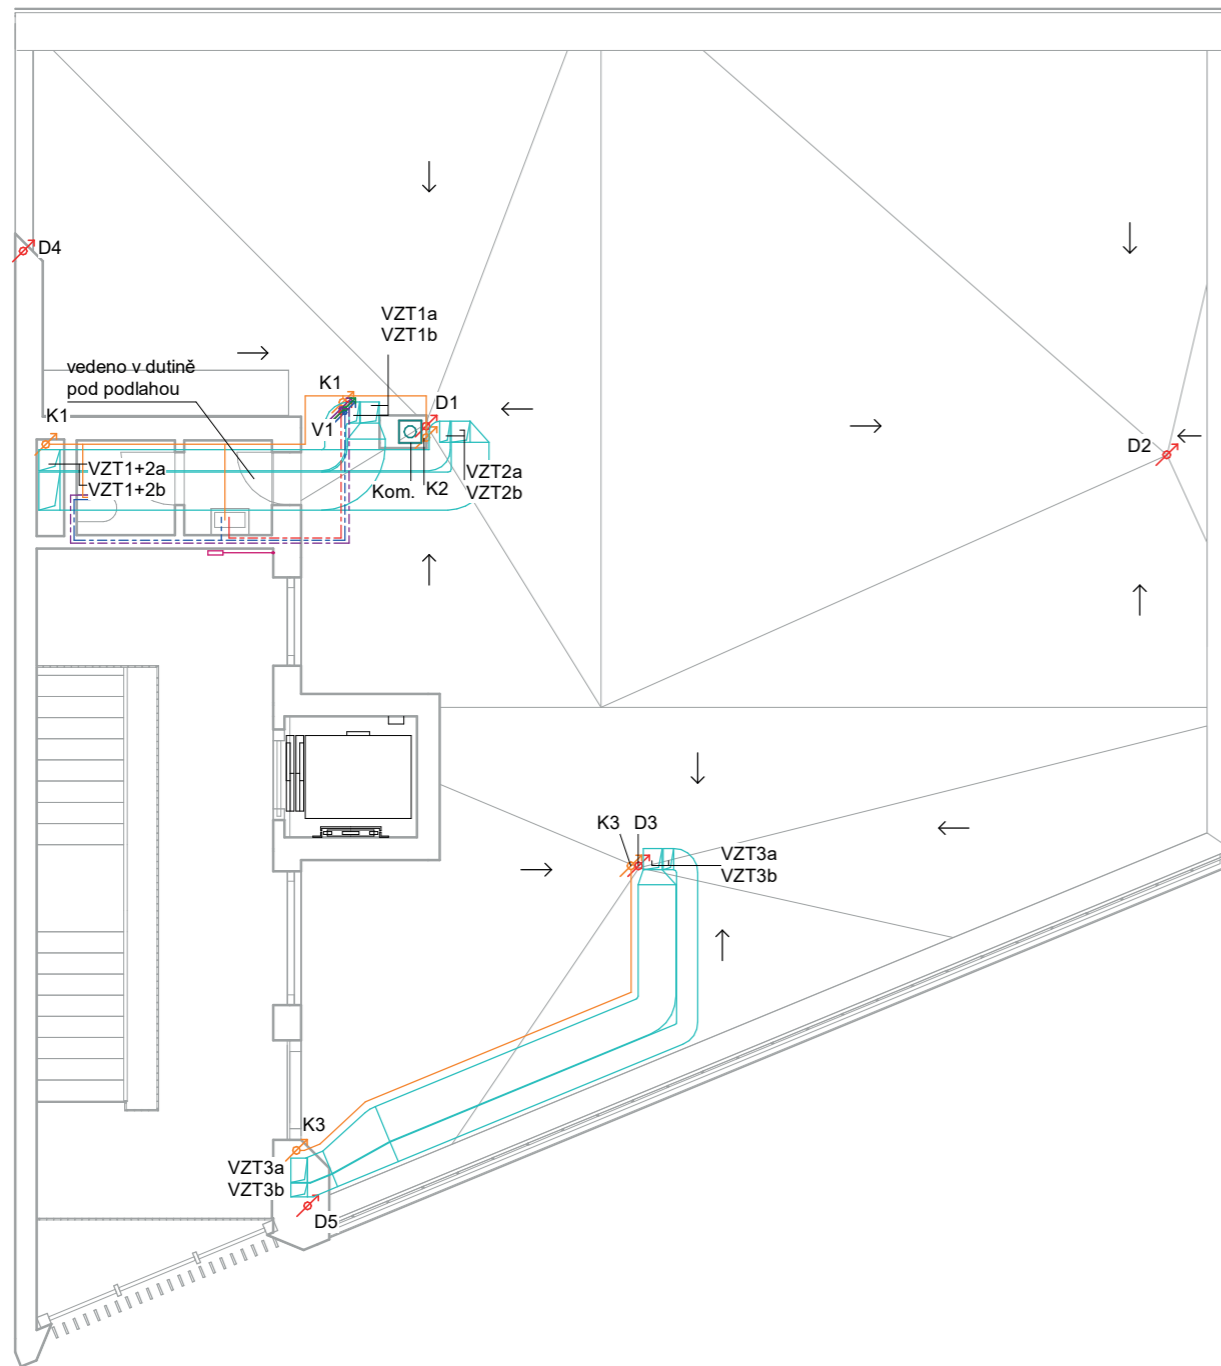 D4
VZT1a
VZT1b
vedeno v dutině
pod podlahou
K1
D1
K1
V1
D2
VZT1+2a
VZT1+2b
Kom.
K2
VZT2a
VZT2b
K3
D3
VZT3a
VZT3b
K3
VZT3a
VZT3b
D5